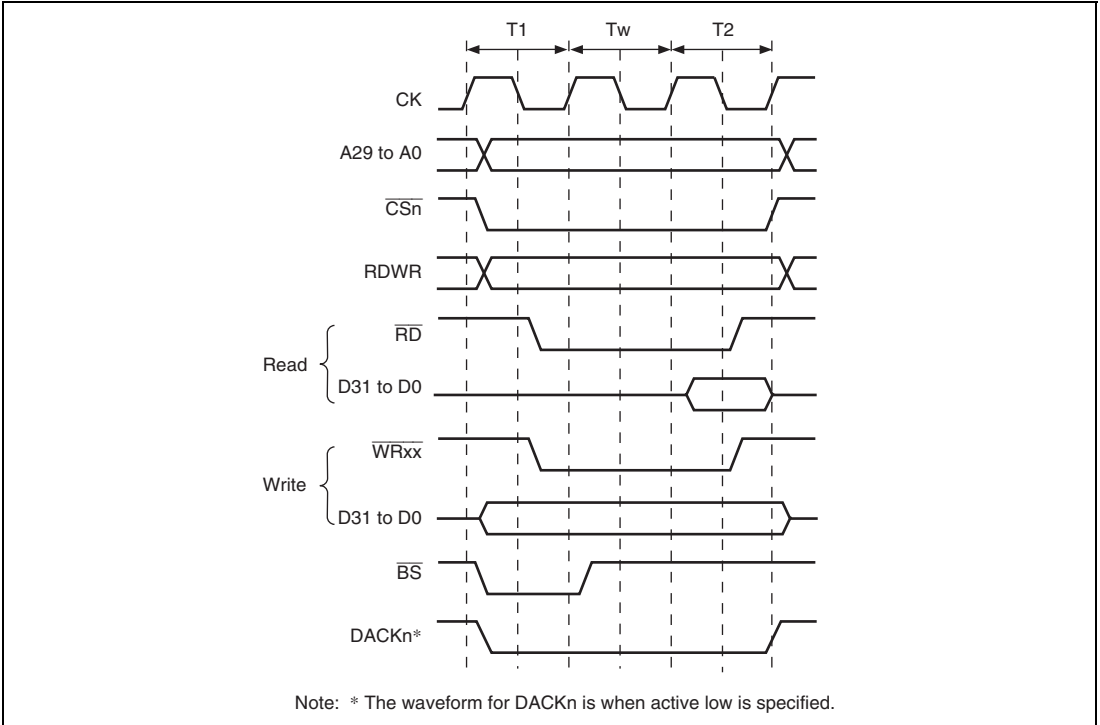 T1 Tw T2
CK
A29 to A0
CSn
RDWR
RD
Read
D31 to D0
WRxx
Write
D31 to D0
BS
DACKn*
Note: * The waveform for DACKn is when active low is specified.